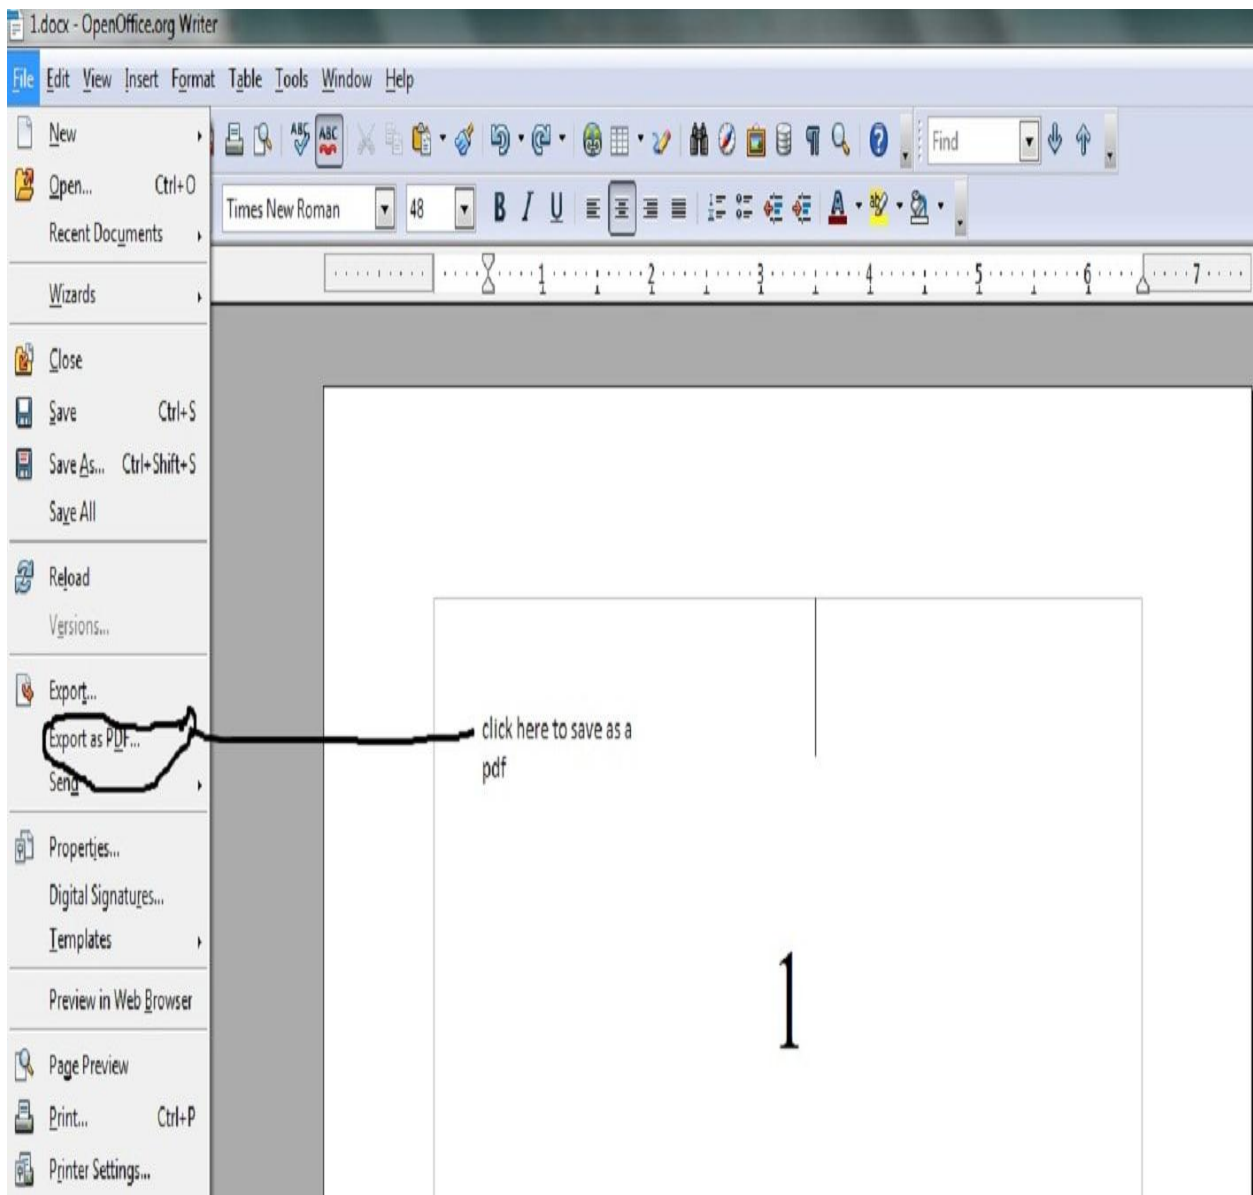 1.docx - OpenOffice.org Writer
File Edit View Insert Format Table Tools Window Help
New
Open... Ctrl+O
Recent Documents
Wizards
Close
Save Ctrl+S
Save As... Ctrl+Shift+S
Save All
Reload
Versions...
Export...
Export as PDF...
Send
Properties...
Digital Signatures...
Templates
Preview in Web Browser
Page Preview
Print... Ctrl+P
Printer Settings...
ABC ABC Find
Times New Roman 48 B I U A ab
1 2 3 4 5 6 7
click here to save as a
pdf
1